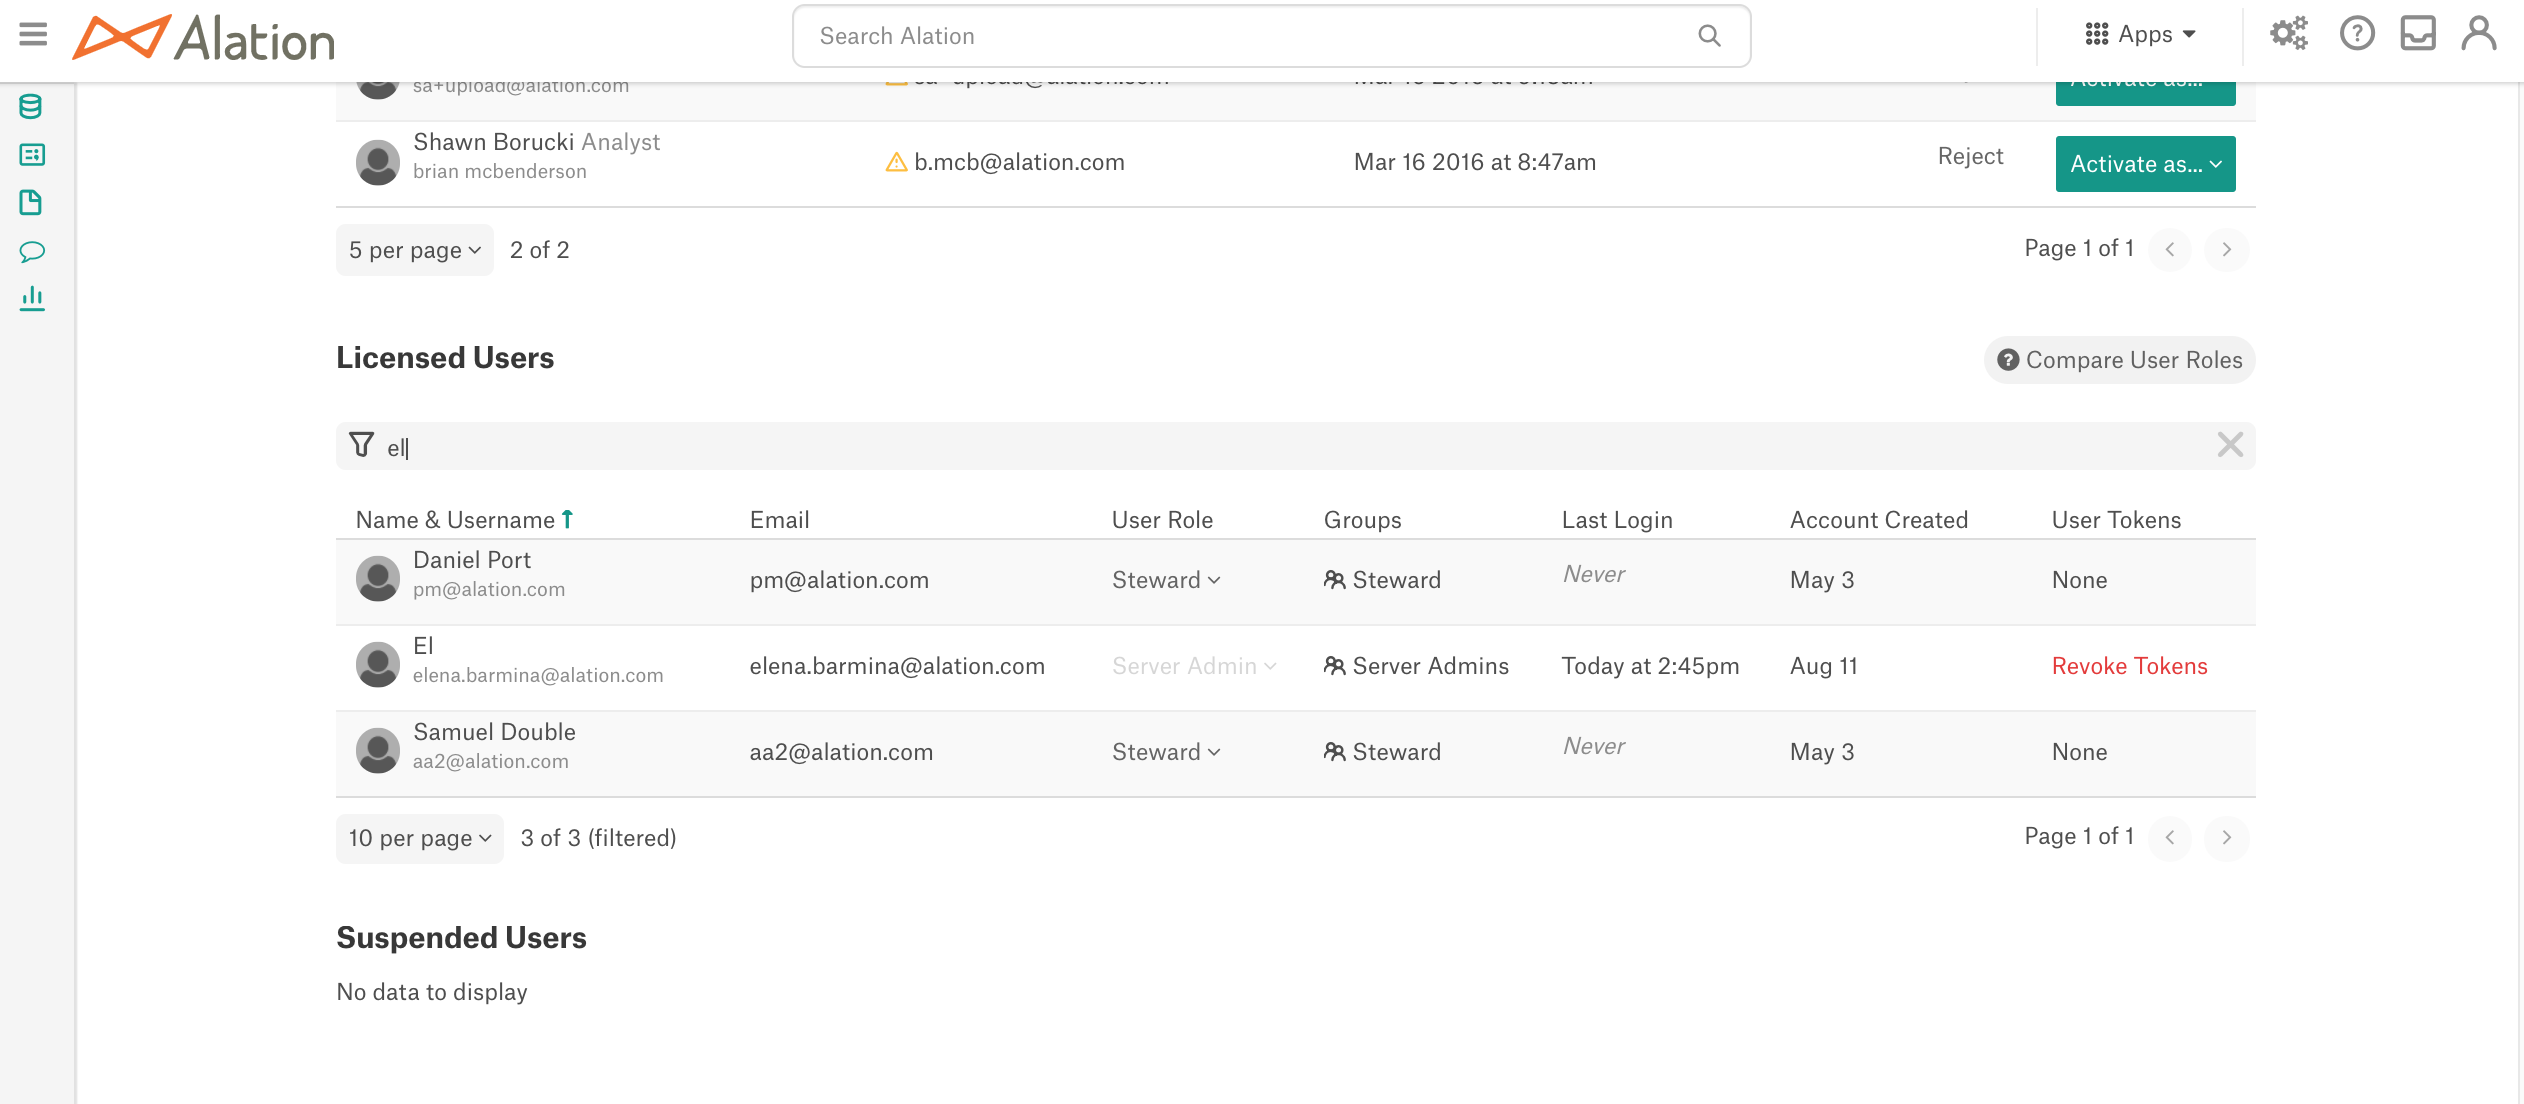 Alation
Search Alation
Apps
sa+upload@alation.com
Shawn Borucki Analyst
brian mcbenderson
b.mcb@alation.com
Mar 16 2016 at 8:47am
Reject
Activate as...
5 per page
2 of 2
Page 1 of 1
Licensed Users
Compare User Roles
el
Name & Username Email User Role Groups Last Login Account Created User Tokens
Daniel Port
pm@alation.com
pm@alation.com Steward Steward Never May 3 None
El
elena.barmina@alation.com
elena.barmina@alation.com Server Admin Server Admins Today at 2:45pm Aug 11 Revoke Tokens
Samuel Double
aa2@alation.com
aa2@alation.com Steward Steward Never May 3 None
10 per page
3 of 3 (filtered)
Page 1 of 1
Suspended Users
No data to display